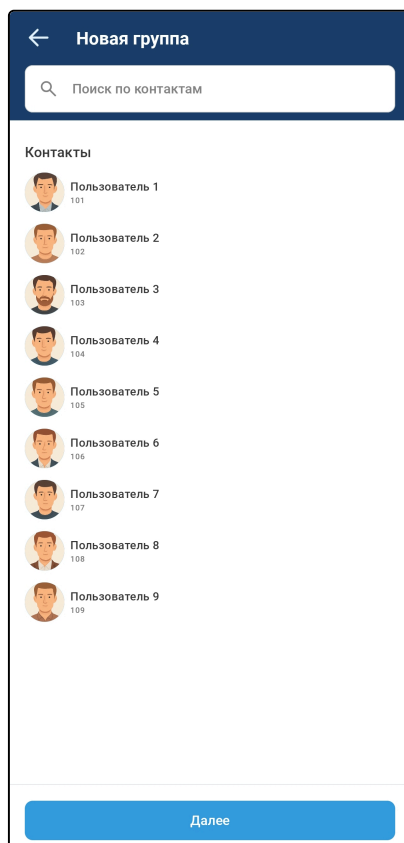 Новая группа
Поиск по контактам
Контакты
Пользователь 1
101
Пользователь 2
102
Пользователь 3
103
Пользователь 4
104
Пользователь 5
105
Пользователь 6
106
Пользователь 7
107
Пользователь 8
108
Пользователь 9
109
Далее